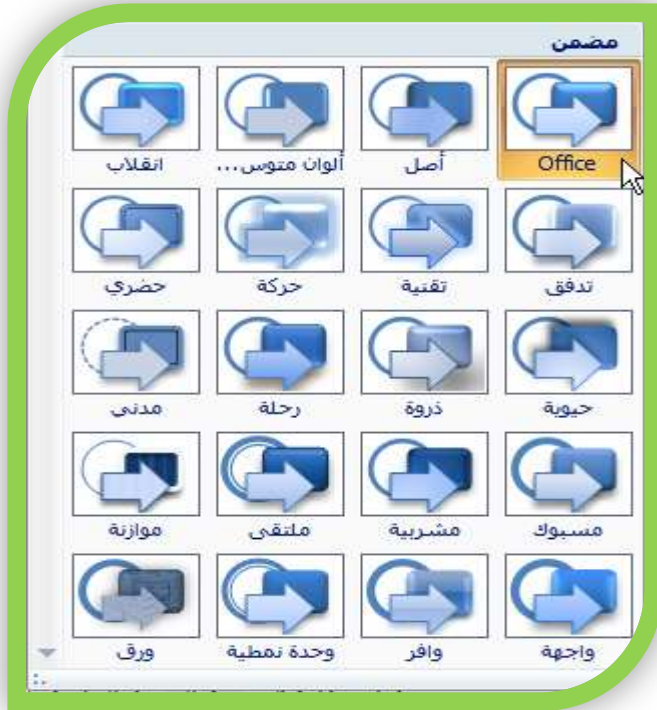 مضمن
Office أصل ألوان متوس... انقلاب
تدفق تقنية حركة حضري
حيوية ذروة رحلة مدني
مسبوك مشربية ملتقى موازنة
واجهة وافر وحدة نمطية ورق